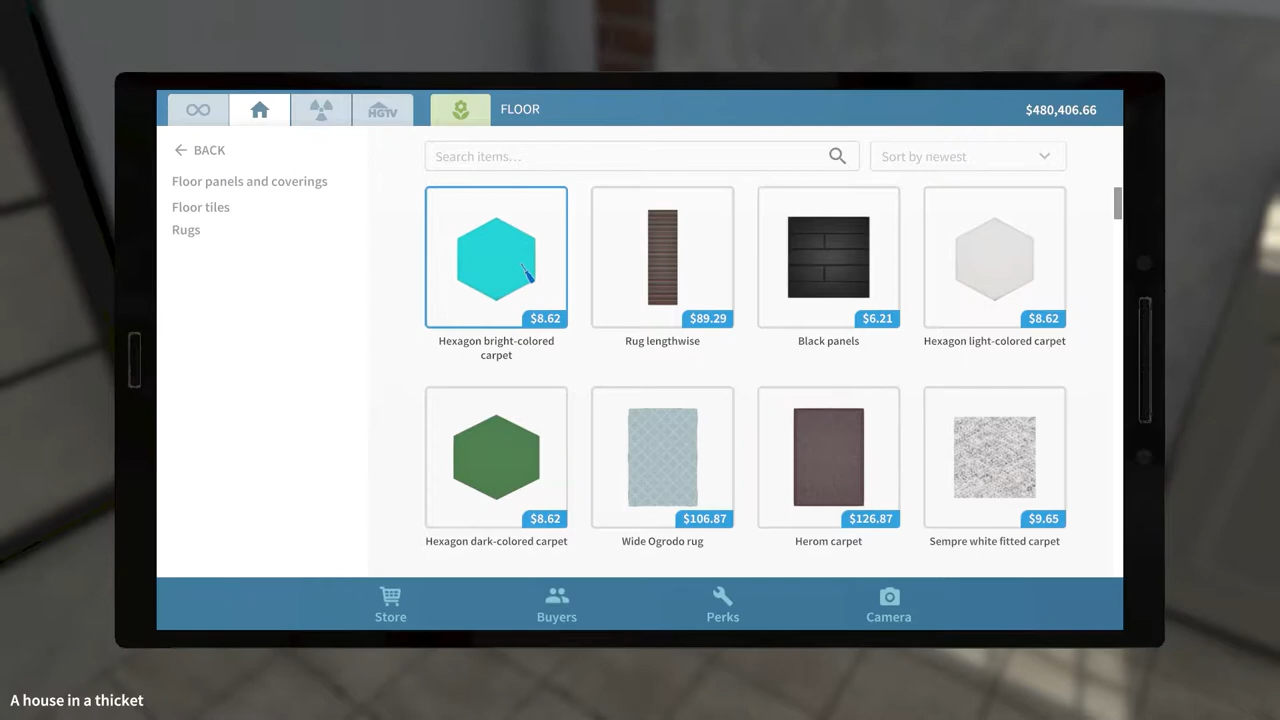 HGTV
FLOOR
$480,406.66
BACK
Search items...
Sort by newest
Floor panels and coverings
Floor tiles
Rugs
$8.62
$89.29
$6.21
$8.62
Hexagon bright-colored
carpet
Rug lengthwise
Black panels
Hexagon light-colored carpet
$8.62
$106.87
$126.87
$9.65
Hexagon dark-colored carpet
Wide Ogrodo rug
Herom carpet
Sempre white fitted carpet
Store
Buyers
Perks
Camera
A house in a thicket